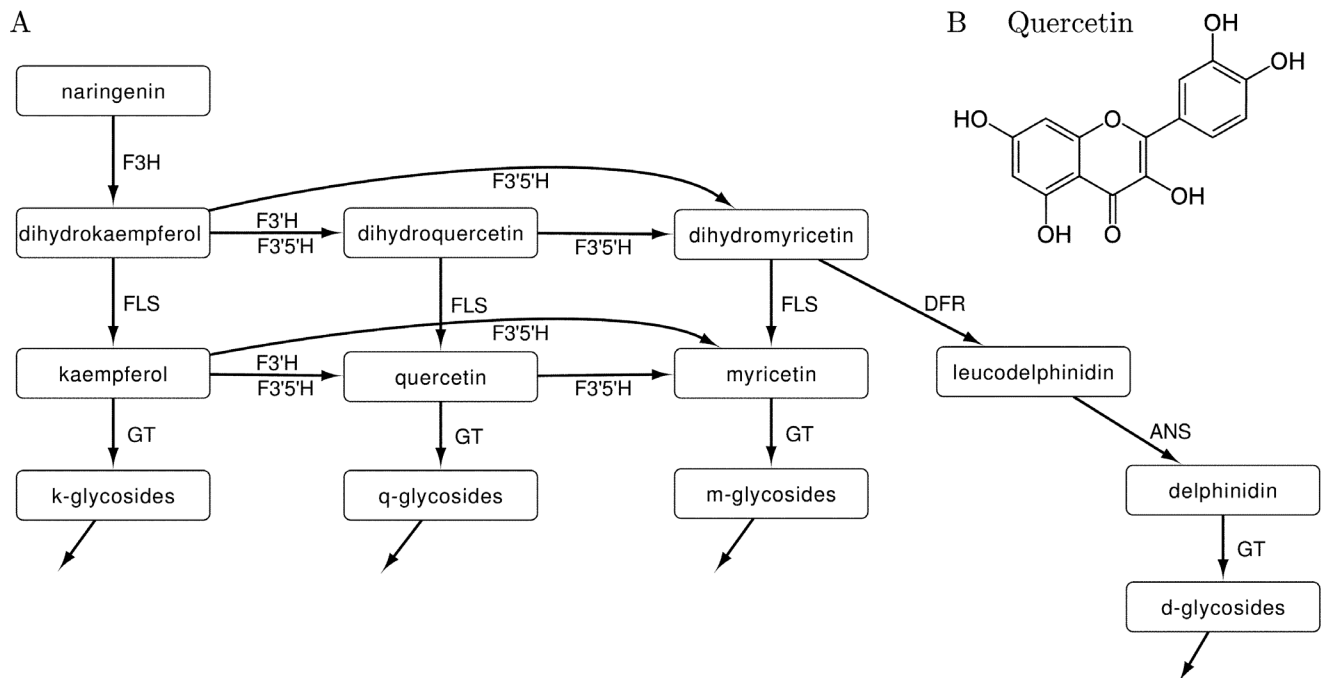 A
B Quercetin
OH
OH
HO
O
OH
OH
O
naringenin
F3H
F3'5'H
dihydrokaempferol
F3'H
F3'5'H
dihydroquercetin
F3'5'H
dihydromyricetin
FLS
FLS
FLS
DFR
F3'5'H
kaempferol
F3'H
F3'5'H
quercetin
F3'5'H
myricetin
leucodelphinidin
GT
GT
GT
ANS
k-glycosides
q-glycosides
m-glycosides
delphinidin
GT
d-glycosides